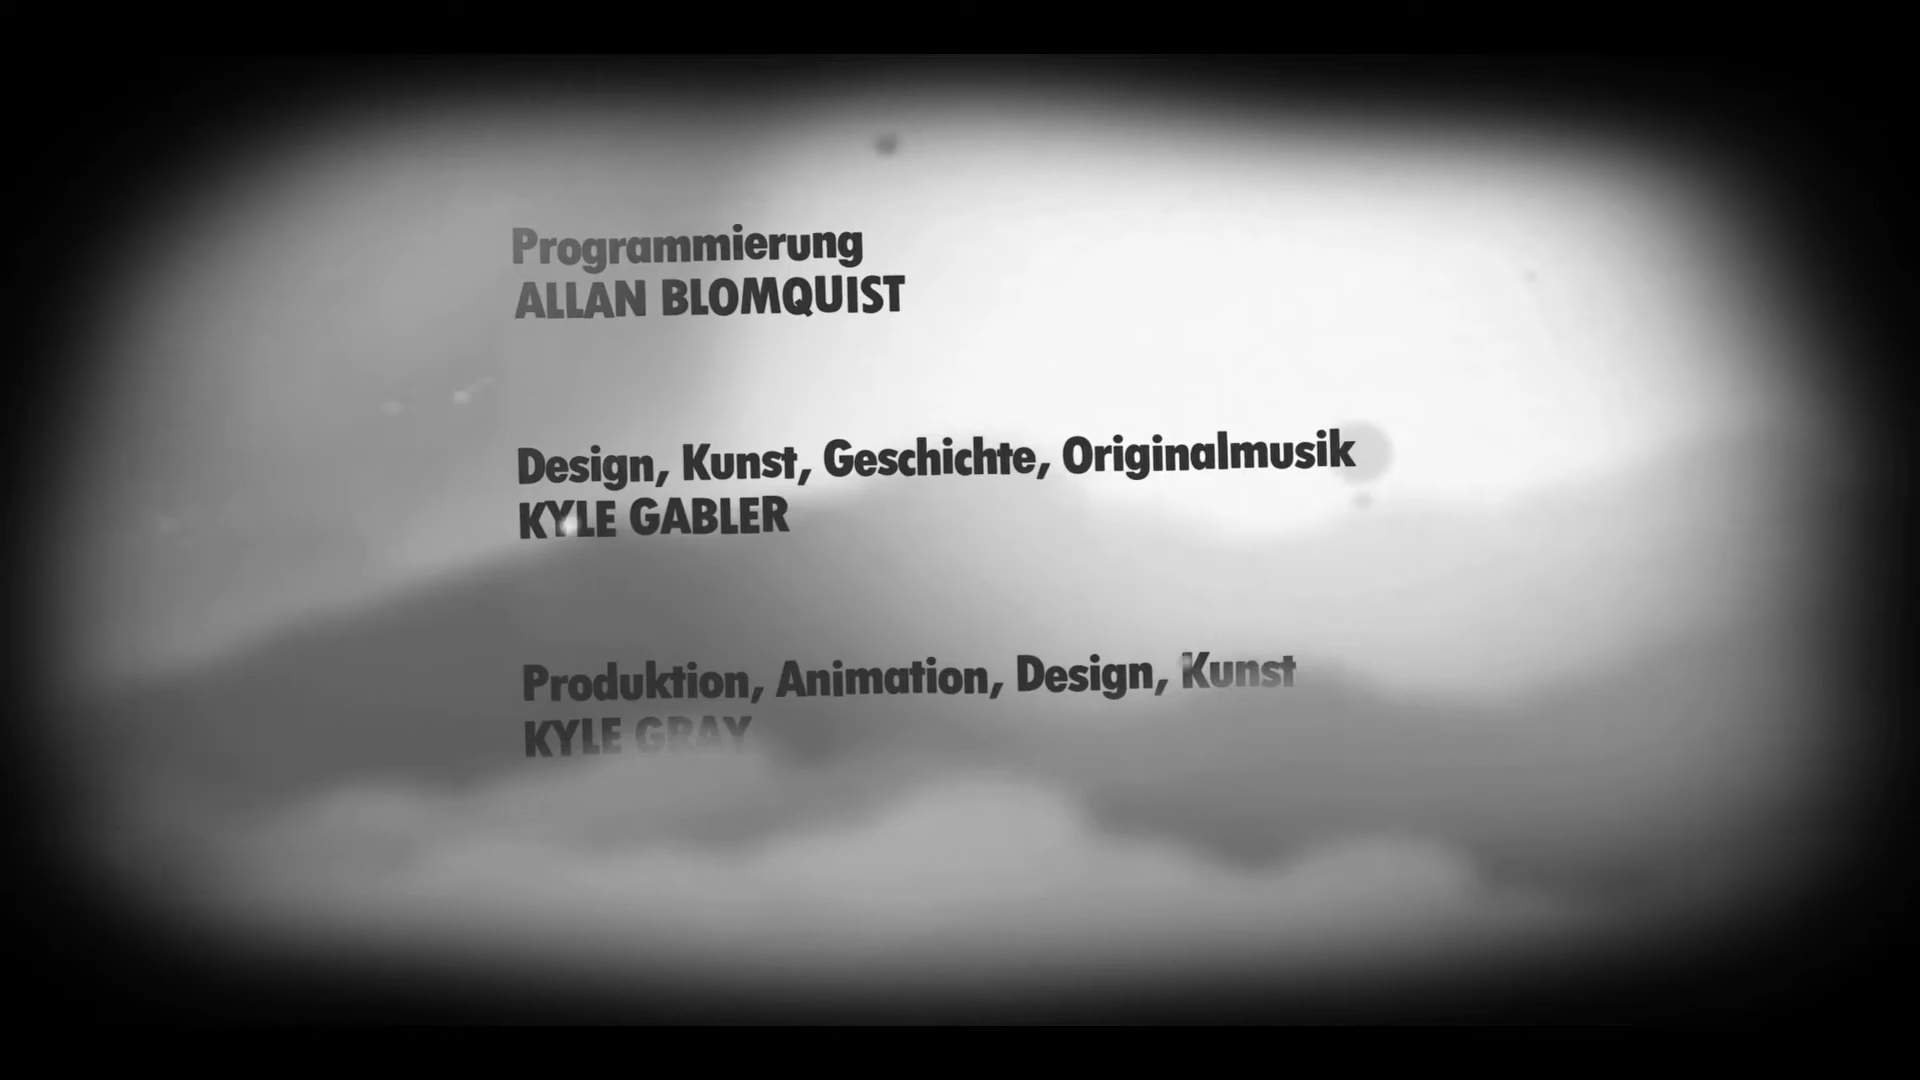 Programmierung
ALLAN BLOMQUIST
Design, Kunst, Geschichte, Originalmusik
KYLE GABLER
Produktion, Animation, Design, Kunst
KYLE GRAY